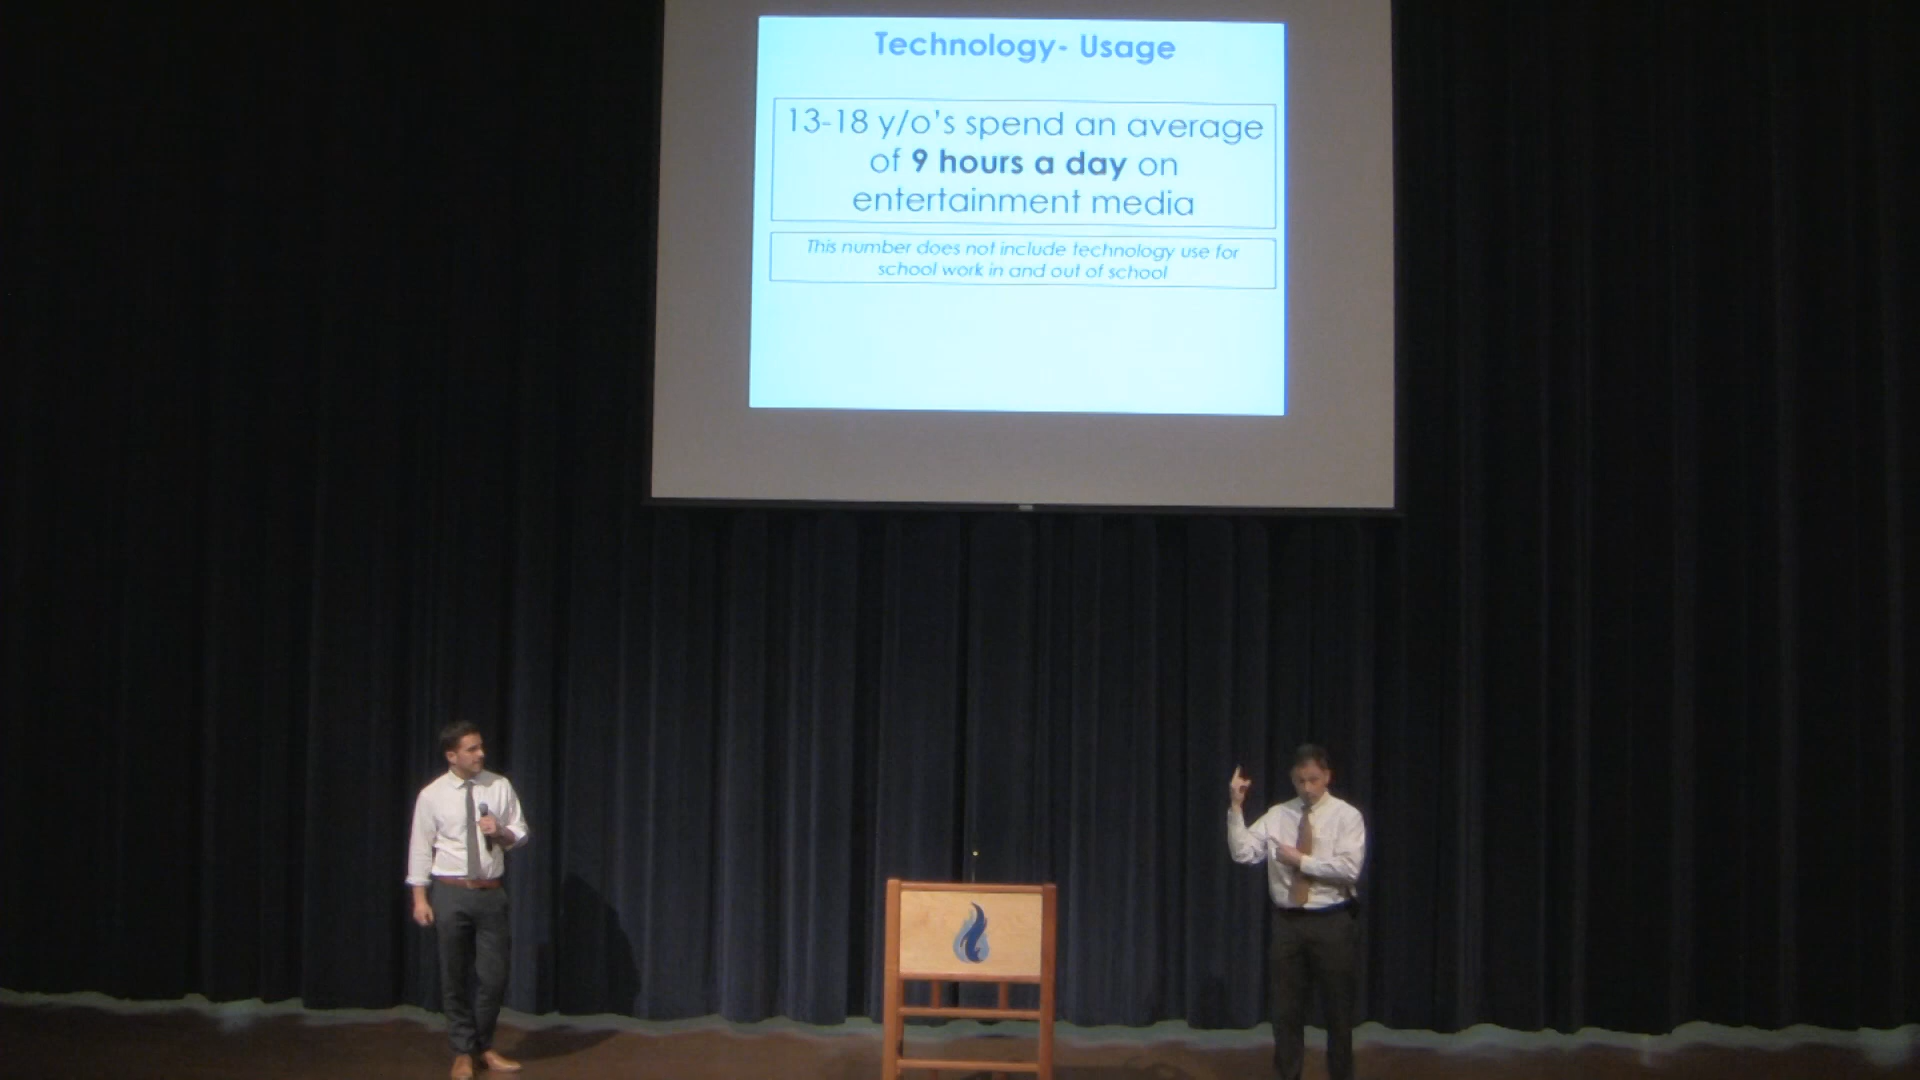 Technology- Usage
13-18 y/o's spend an average
of 9 hours a day on
entertainment media
This number does not include technology use for
school work in and out of school